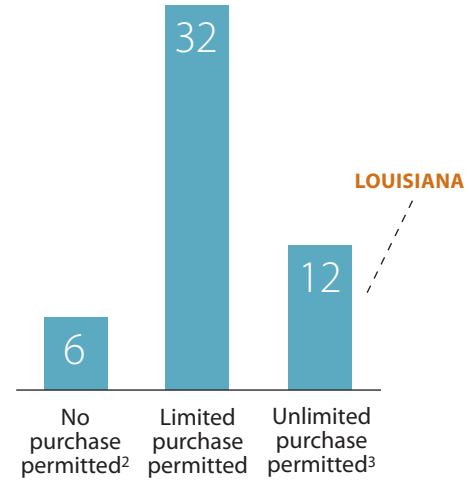 32
LOUISIANA
12
6
No
purchase
permitted²
Limited
purchase
permitted
Unlimited
purchase
permitted³